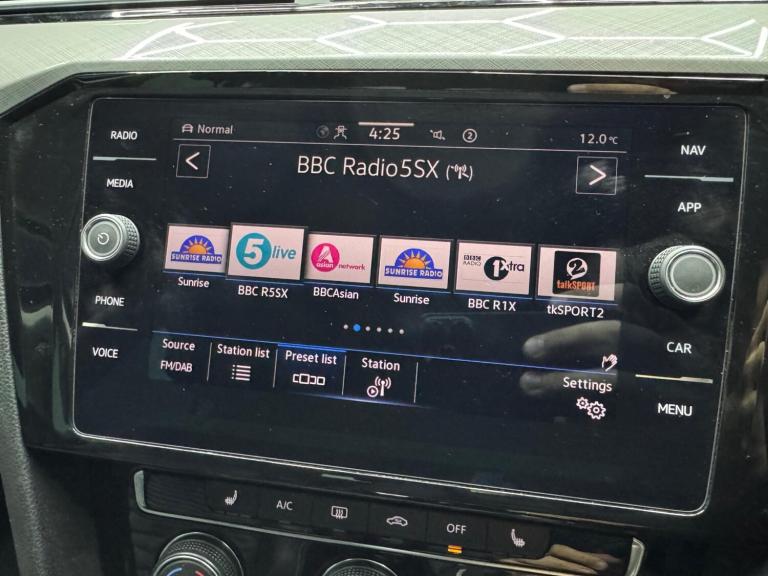 RADIO
MEDIA
PHONE
VOICE
Normal
4:25
2
12.0°C
<
BBC Radio5SX
>
SUNRISE RADIO
5 live
asian network
SUNRISE RADIO
BBC RADIO 1Xtra
2 talkSPORT
Sunrise
BBC R5SX
BBCAsian
Sunrise
BBC R1X
tkSPORT2
Source
FM/DAB
Station list
Preset list
Station
Settings
NAV
APP
CAR
MENU
A/C
OFF